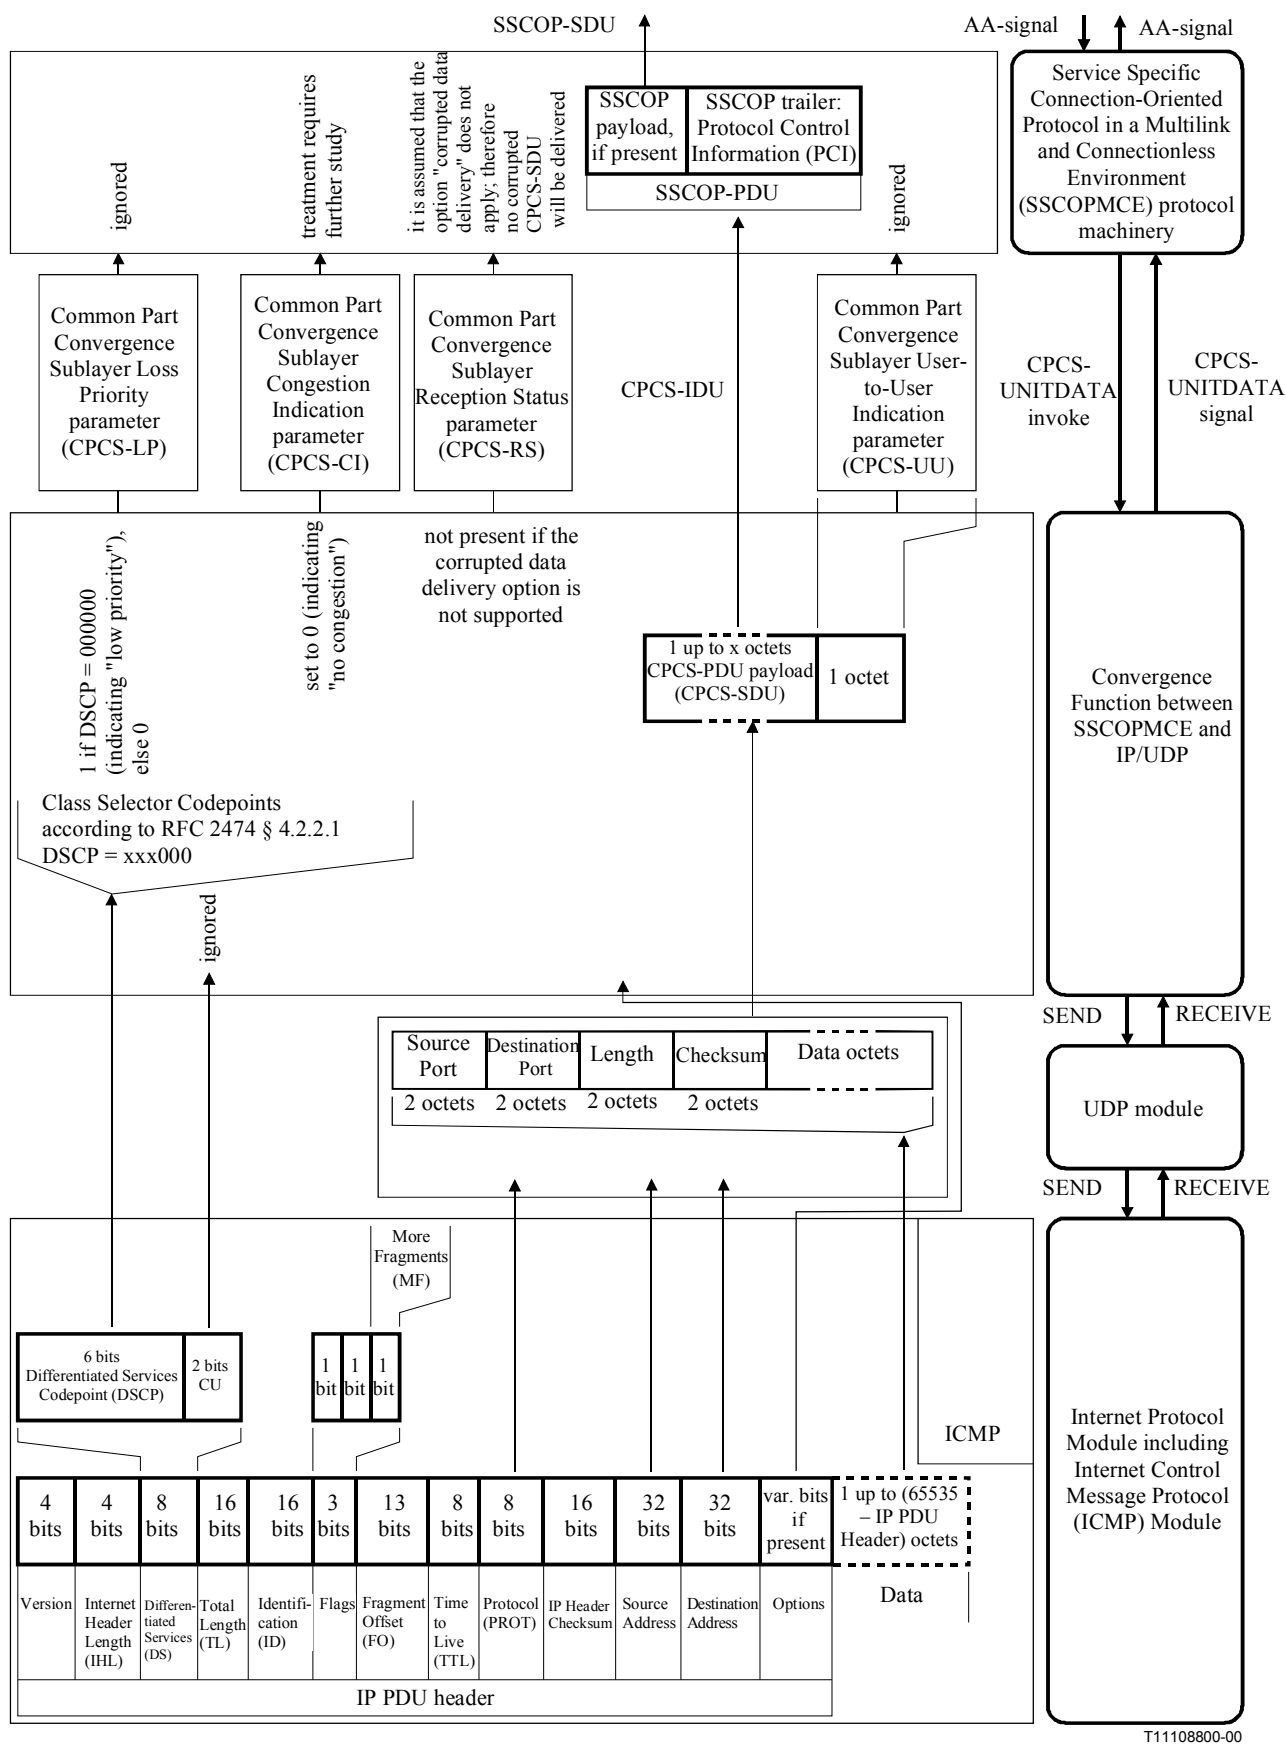 SSCOP-SDU
AA-signal
AA-signal
ignored
treatment requires
further study
it is assumed that the
option "corrupted data
delivery" does not
apply; therefore
no corrupted
CPCS-SDU
will be delivered
SSCOP
payload,
if present
SSCOP trailer:
Protocol Control
Information (PCI)
SSCOP-PDU
ignored
Service Specific
Connection-Oriented
Protocol in a Multilink
and Connectionless
Environment
(SSCOPMCE) protocol
machinery
Common Part
Convergence
Sublayer Loss
Priority
parameter
(CPCS-LP)
Common Part
Convergence
Sublayer
Congestion
Indication
parameter
(CPCS-CI)
Common Part
Convergence
Sublayer
Reception Status
parameter
(CPCS-RS)
CPCS-IDU
Common Part
Convergence
Sublayer User-
to-User
Indication
parameter
(CPCS-UU)
CPCS-
UNITDATA
invoke
CPCS-
UNITDATA
signal
1 if DSCP = 000000
(indicating "low priority"),
else 0
set to 0 (indicating
"no congestion")
not present if the
corrupted data
delivery option is
not supported
1 up to x octets
CPCS-PDU payload
(CPCS-SDU)
1 octet
Convergence
Function between
SSCOPMCE and
IP/UDP
Class Selector Codepoints
according to RFC 2474 § 4.2.2.1
DSCP = xxx000
ignored
SEND
RECEIVE
Source
Port
Destination
Port
Length
Checksum
Data octets
2 octets
2 octets
2 octets
2 octets
UDP module
SEND
RECEIVE
More
Fragments
(MF)
6 bits
Differentiated Services
Codepoint (DSCP)
2 bits
CU
1
bit
1
bit
1
bit
ICMP
Internet Protocol
Module including
Internet Control
Message Protocol
(ICMP) Module
4
bits
4
bits
8
bits
16
bits
16
bits
3
bits
13
bits
8
bits
8
bits
16
bits
32
bits
32
bits
var. bits
if
present
1 up to (65535
– IP PDU
Header) octets
Version
Internet
Header
Length
(IHL)
Differen-
tiated
Services
(DS)
Total
Length
(TL)
Identifi-
cation
(ID)
Flags
Fragment
Offset
(FO)
Time
to
Live
(TTL)
Protocol
(PROT)
IP Header
Checksum
Source
Address
Destination
Address
Options
Data
IP PDU header
T11108800-00